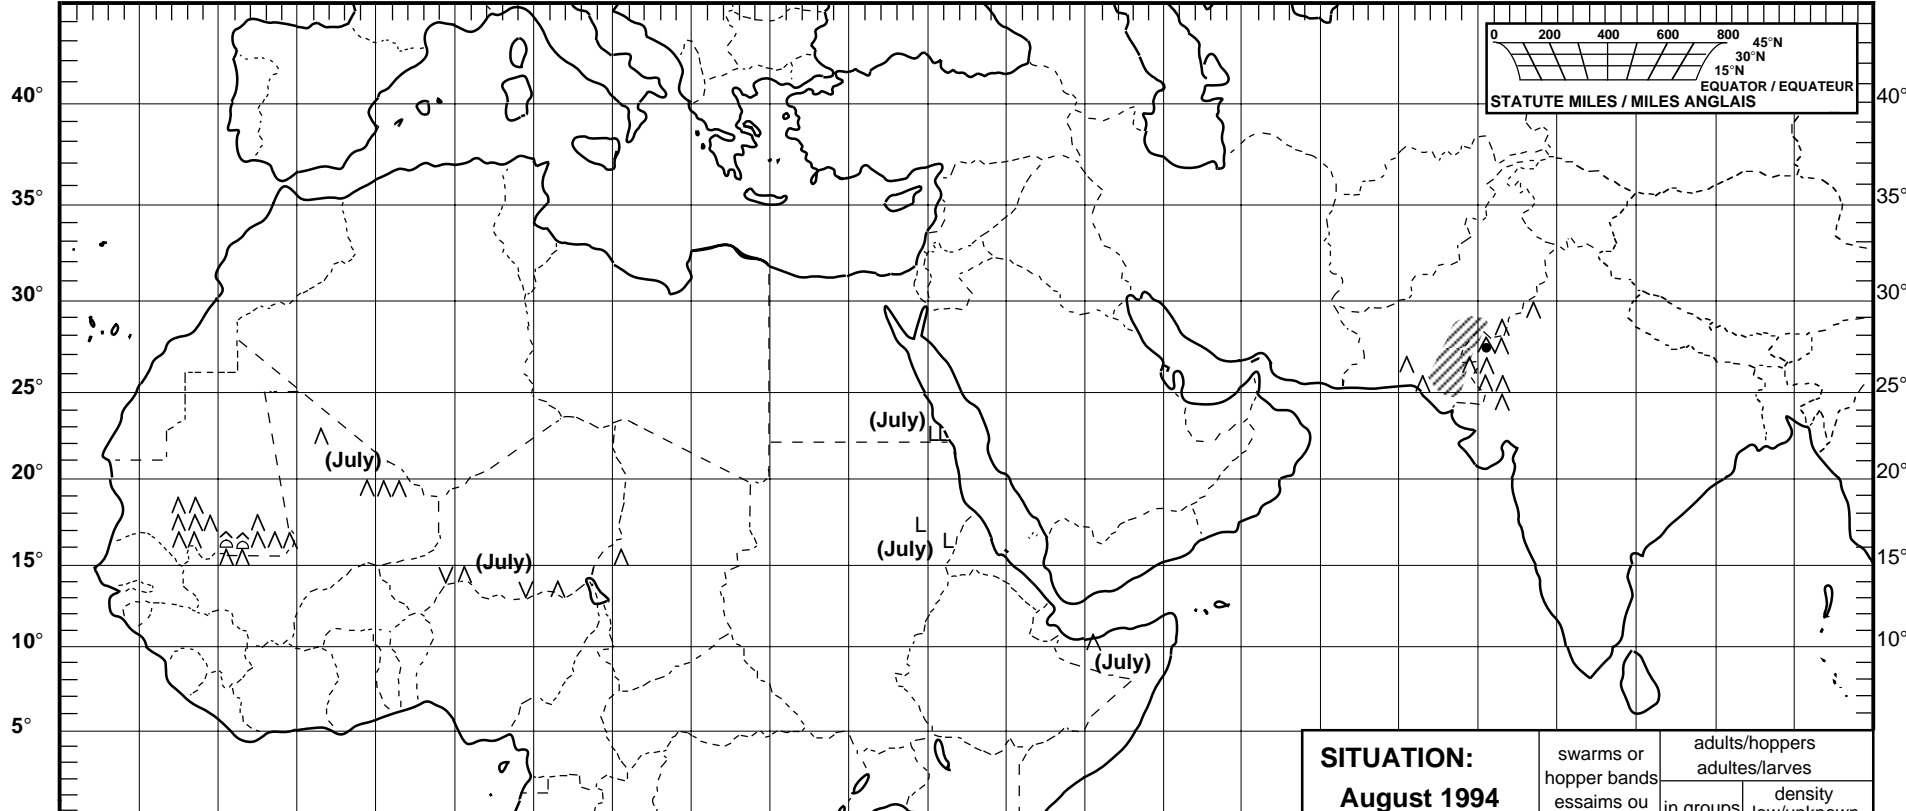 0 200 400 600 800
45°N
30°N
15°N
EQUATOR / EQUATEUR
STATUTE MILES / MILES ANGLAIS
40° 40°
35° 35°
30° 30°
25° 25°
(July)
(July)
20° 20°
(July)
(July)
15° 15°
10° 10°
(July)
5°
SITUATION:
August 1994
swarms or
hopper bands
essaims ou
adults/hoppers
adultes/larves
in groups
density
low/unknown